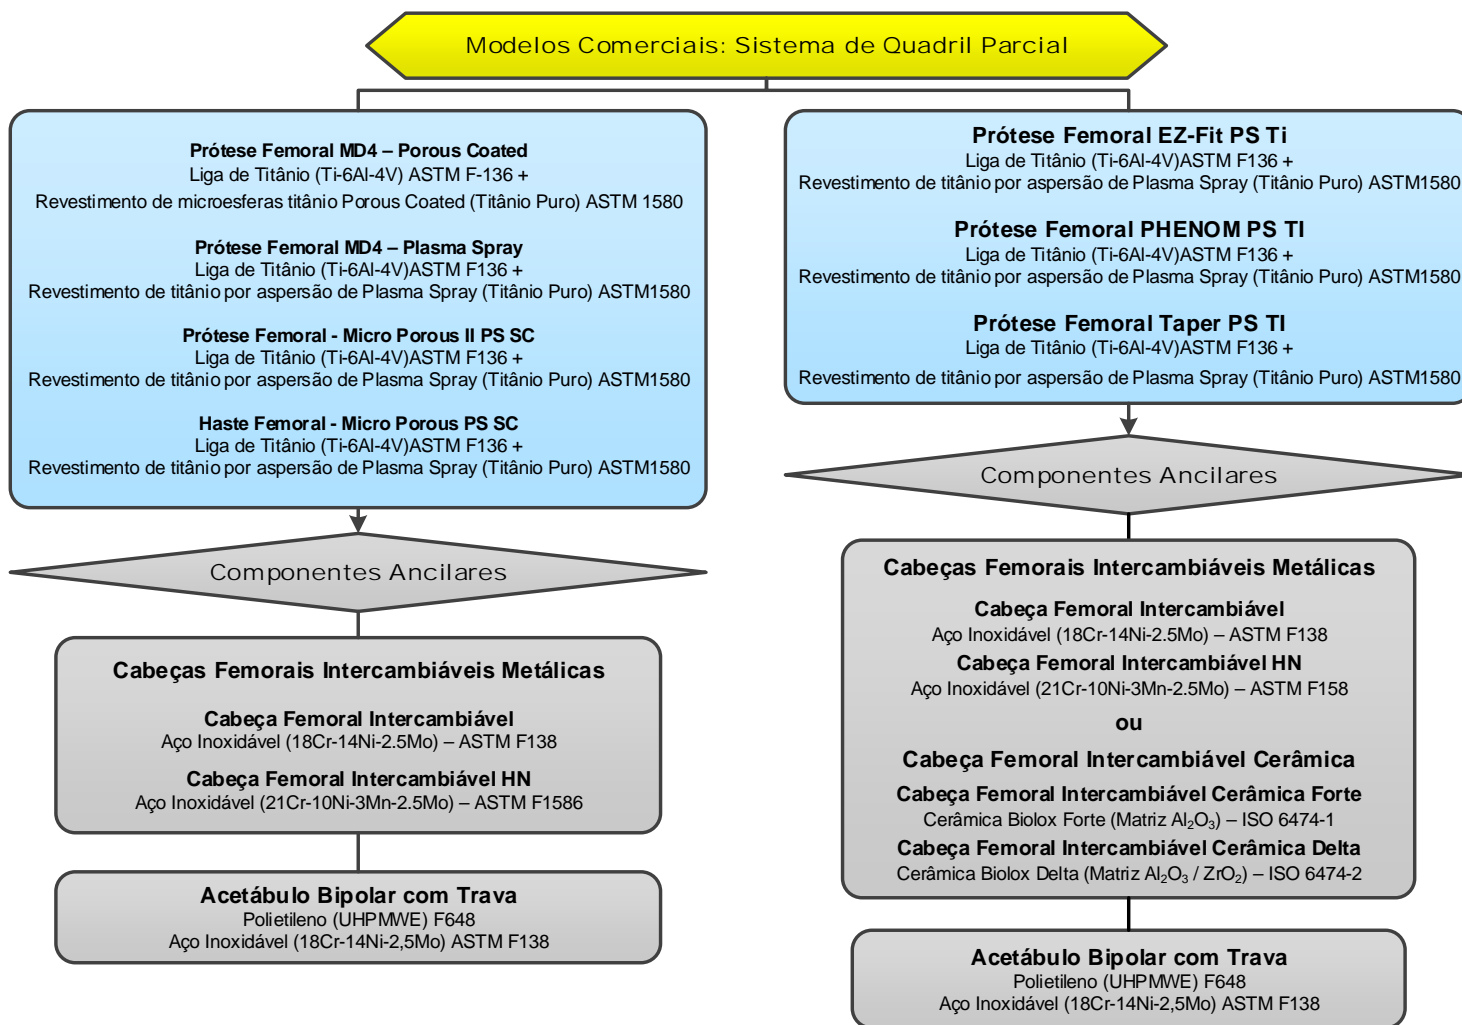 Modelos Comerciais: Sistema de Quadril Parcial
Prótese Femoral MD4 – Porous Coated
Liga de Titânio (Ti-6Al-4V) ASTM F-136 +
Revestimento de microesferas titânio Porous Coated (Titânio Puro) ASTM 1580
Prótese Femoral MD4 – Plasma Spray
Liga de Titânio (Ti-6Al-4V)ASTM F136 +
Revestimento de titânio por aspersão de Plasma Spray (Titânio Puro) ASTM1580
Prótese Femoral - Micro Porous II PS SC
Liga de Titânio (Ti-6Al-4V)ASTM F136 +
Revestimento de titânio por aspersão de Plasma Spray (Titânio Puro) ASTM1580
Haste Femoral - Micro Porous PS SC
Liga de Titânio (Ti-6Al-4V)ASTM F136 +
Revestimento de titânio por aspersão de Plasma Spray (Titânio Puro) ASTM1580
Componentes Ancilares
Cabeças Femorais Intercambiáveis Metálicas
Cabeça Femoral Intercambiável
Aço Inoxidável (18Cr-14Ni-2.5Mo) – ASTM F138
Cabeça Femoral Intercambiável HN
Aço Inoxidável (21Cr-10Ni-3Mn-2.5Mo) – ASTM F1586
Acetábulo Bipolar com Trava
Polietileno (UHPMWE) F648
Aço Inoxidável (18Cr-14Ni-2,5Mo) ASTM F138
Prótese Femoral EZ-Fit PS Ti
Liga de Titânio (Ti-6Al-4V)ASTM F136 +
Revestimento de titânio por aspersão de Plasma Spray (Titânio Puro) ASTM1580
Prótese Femoral PHENOM PS TI
Liga de Titânio (Ti-6Al-4V)ASTM F136 +
Revestimento de titânio por aspersão de Plasma Spray (Titânio Puro) ASTM1580
Prótese Femoral Taper PS TI
Liga de Titânio (Ti-6Al-4V)ASTM F136 +
Revestimento de titânio por aspersão de Plasma Spray (Titânio Puro) ASTM1580
Componentes Ancilares
Cabeças Femorais Intercambiáveis Metálicas
Cabeça Femoral Intercambiável
Aço Inoxidável (18Cr-14Ni-2.5Mo) – ASTM F138
Cabeça Femoral Intercambiável HN
Aço Inoxidável (21Cr-10Ni-3Mn-2.5Mo) – ASTM F158
ou
Cabeça Femoral Intercambiável Cerâmica
Cabeça Femoral Intercambiável Cerâmica Forte
Cerâmica Biolox Forte (Matriz Al₂O₃) – ISO 6474-1
Cabeça Femoral Intercambiável Cerâmica Delta
Cerâmica Biolox Delta (Matriz Al₂O₃ / ZrO₂) – ISO 6474-2
Acetábulo Bipolar com Trava
Polietileno (UHPMWE) F648
Aço Inoxidável (18Cr-14Ni-2,5Mo) ASTM F138